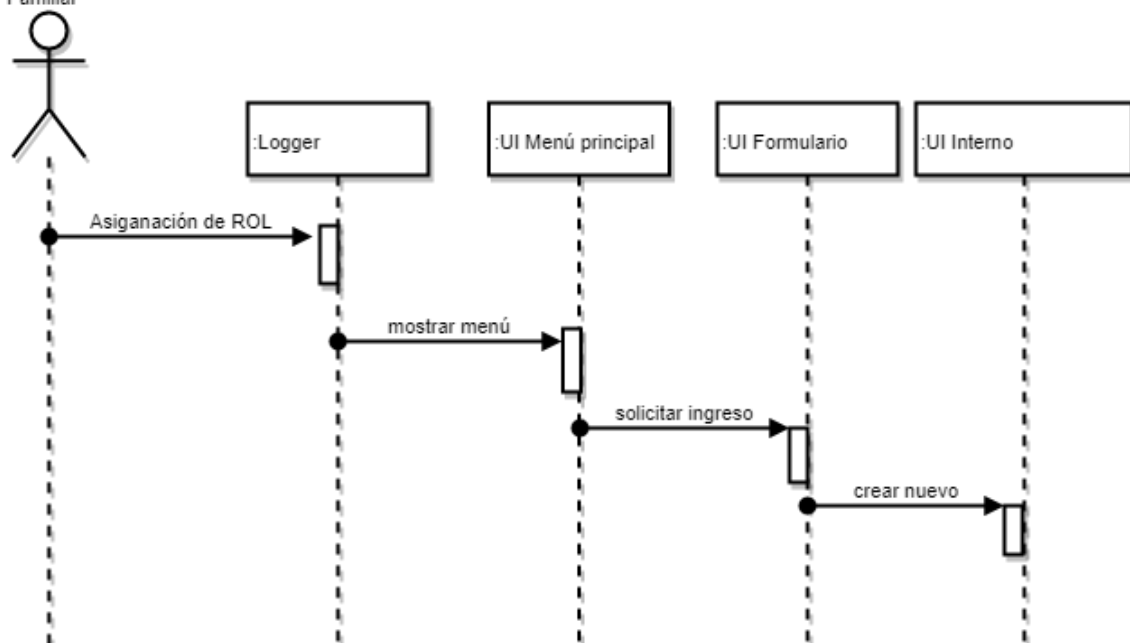 Familiar
:Logger
:UI Menú principal
:UI Formulario
:UI Interno
Asiganación de ROL
mostrar menú
solicitar ingreso
crear nuevo